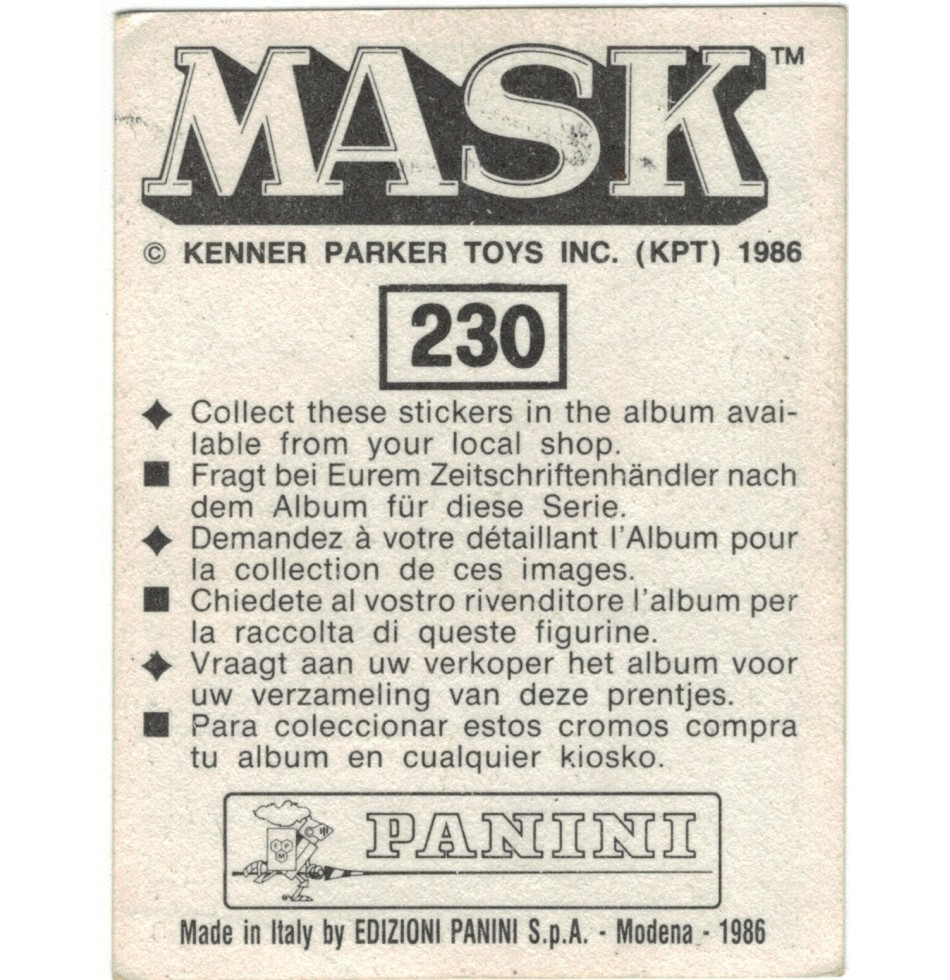 MASK™
© KENNER PARKER TOYS INC. (KPT) 1986
230
Collect these stickers in the album avai-
lable from your local shop.
Fragt bei Eurem Zeitschriftenhändler nach
dem Album für diese Serie.
Demandez à votre détaillant l'Album pour
la collection de ces images.
Chiedete al vostro rivenditore l'album per
la raccolta di queste figurine.
Vraagt aan uw verkoper het album voor
uw verzameling van deze prentjes.
Para coleccionar estos cromos compra
tu album en cualquier kiosko.
PANINI
Made in Italy by EDIZIONI PANINI S.p.A. - Modena - 1986